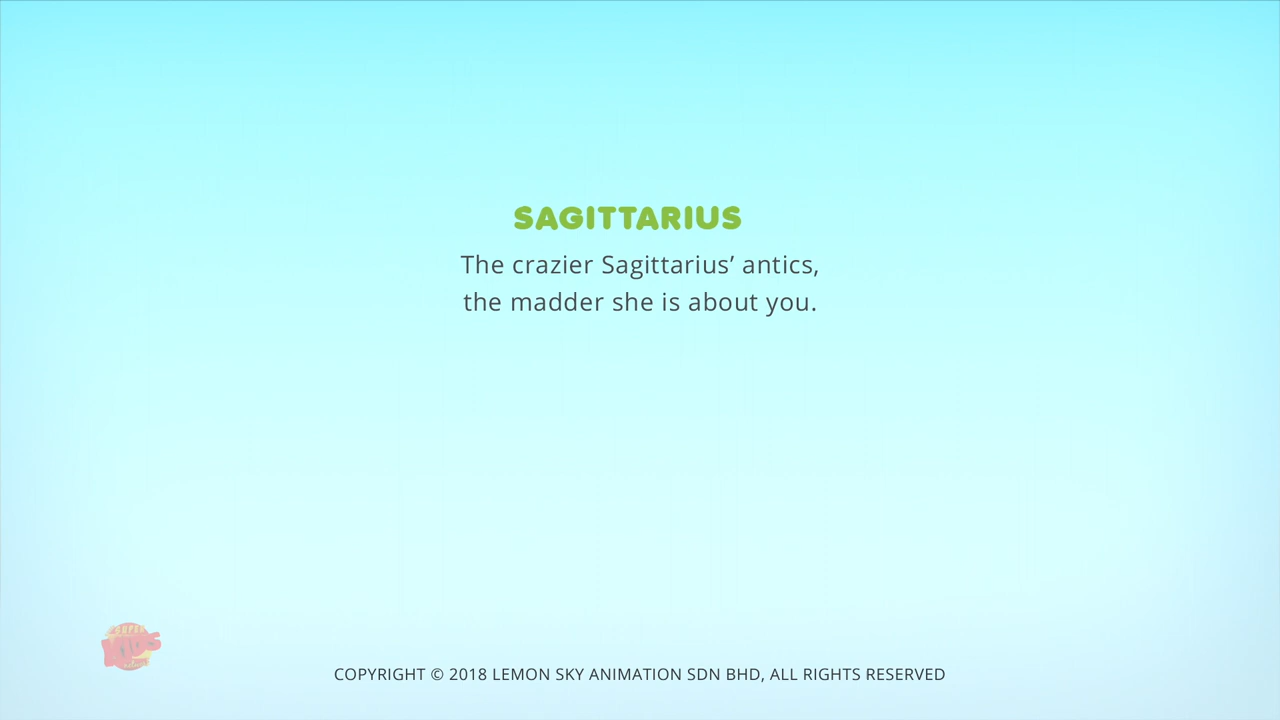 SAGITTARIUS
The crazier Sagittarius’ antics,
the madder she is about you.
COPYRIGHT © 2018 LEMON SKY ANIMATION SDN BHD, ALL RIGHTS RESERVED